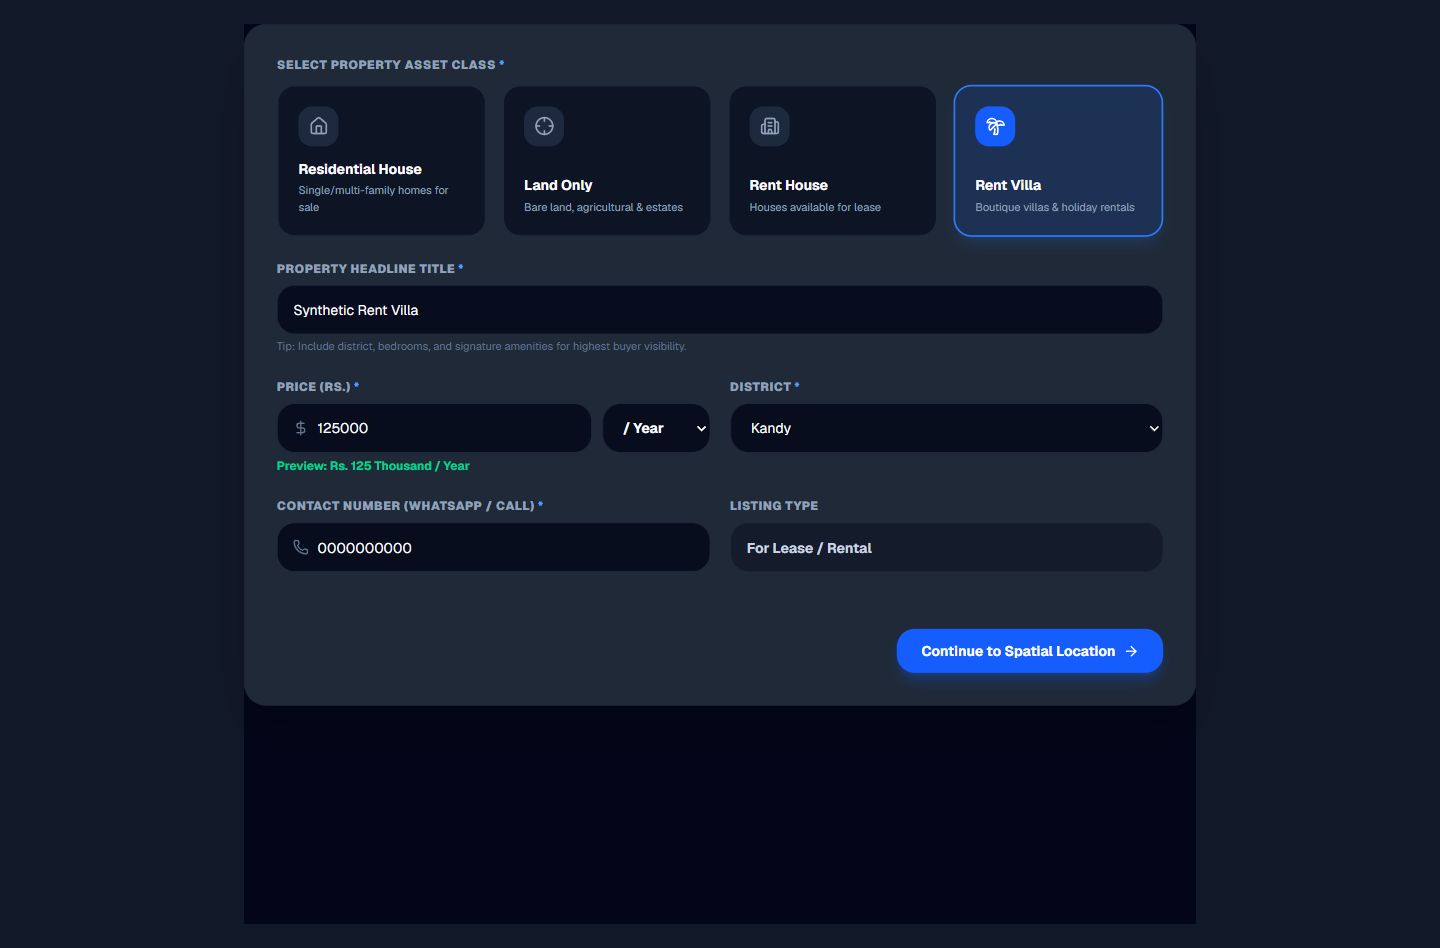 SELECT PROPERTY ASSET CLASS *
Residential House
Single/multi-family homes for
sale
Land Only
Bare land, agricultural & estates
Rent House
Houses available for lease
Rent Villa
Boutique villas & holiday rentals
PROPERTY HEADLINE TITLE *
Synthetic Rent Villa
Tip: Include district, bedrooms, and signature amenities for highest buyer visibility.
PRICE (RS.) *
$ 125000
/ Year
Preview: Rs. 125 Thousand / Year
DISTRICT *
Kandy
CONTACT NUMBER (WHATSAPP / CALL) *
0000000000
LISTING TYPE
For Lease / Rental
Continue to Spatial Location →